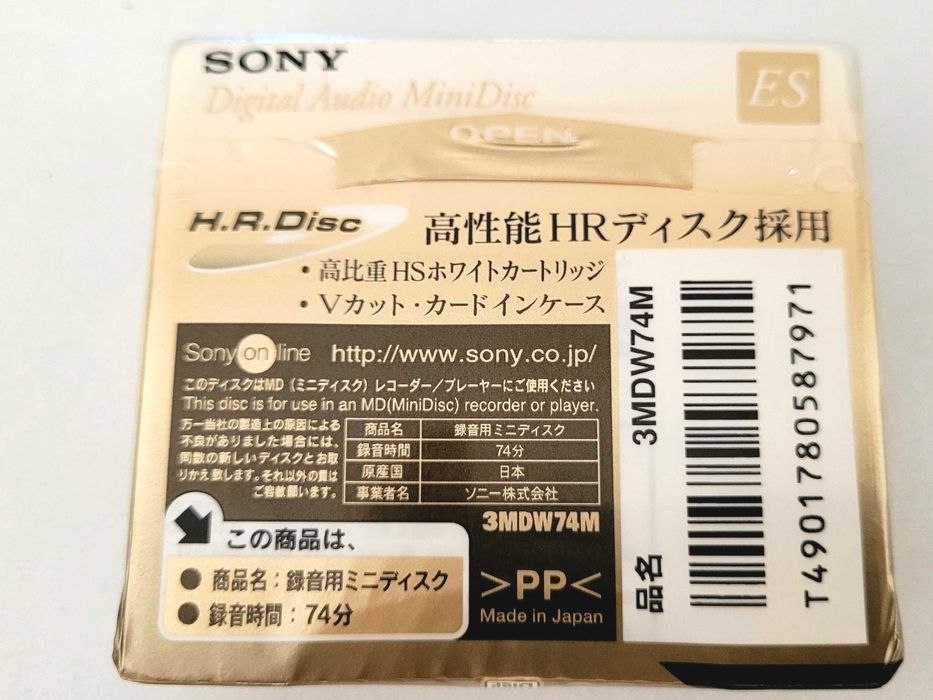 SONY
ES
Digital Audio MiniDisc
OPEN
H.R.Disc
高性能HRディスク採用
・高比重HSホワイトカートリッジ
・Vカット・カードインケース
Sony on line http://www.sony.co.jp/
このディスクはMD（ミニディスク）レコーダー／プレーヤーにご使用ください
This disc is for use in an MD(MiniDisc) recorder or player.
万一当社の製造上の原因による
不良がありました場合には、
同数の新しいディスクとお取
りかえ致します。それ以外の責は
ご容赦願います。
商品名 録音用ミニディスク
録音時間 74分
原産国 日本
事業者名 ソニー株式会社
3MDW74M
この商品は、
● 商品名：録音用ミニディスク
● 録音時間：74分
>PP<
Made in Japan
品名 3MDW74M
T4901780587971